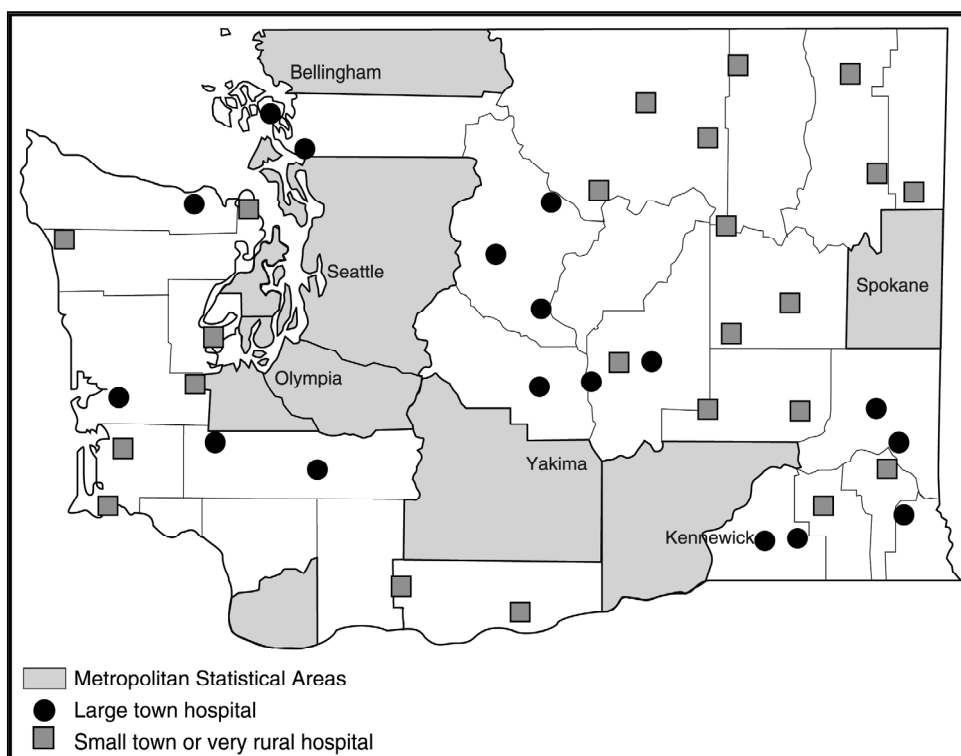 Bellingham
Seattle
Spokane
Olympia
Yakima
Kennewick
Metropolitan Statistical Areas
Large town hospital
Small town or very rural hospital